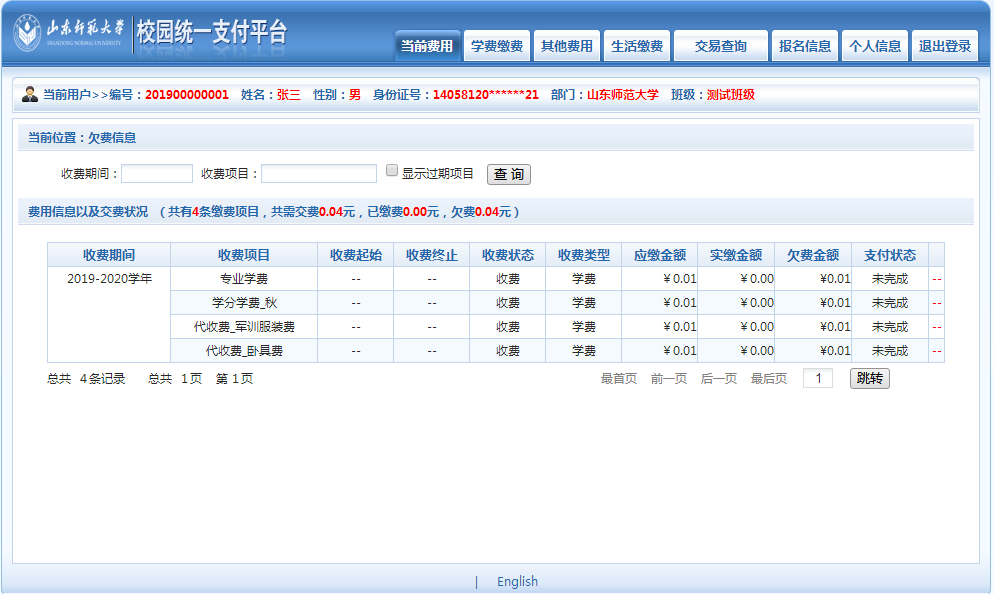 山东师范大学 校园统一支付平台
SHANDONG NORMAL UNIVERSITY
当前费用 学费缴费 其他费用 生活缴费 交易查询 报名信息 个人信息 退出登录
当前用户>>编号：201900000001 姓名：张三 性别：男 身份证号：14058120******21 部门：山东师范大学 班级：测试班级
当前位置：欠费信息
收费期间： 收费项目： 显示过期项目 查 询
费用信息以及交费状况 （共有4条缴费项目，共需交费0.04元，已缴费0.00元，欠费0.04元）
收费期间 收费项目 收费起始 收费终止 收费状态 收费类型 应缴金额 实缴金额 欠费金额 支付状态
2019-2020学年 专业学费 -- -- 收费 学费 ￥0.01 ￥0.00 ¥0.01 未完成 --
学分学费_秋 -- -- 收费 学费 ￥0.01 ￥0.00 ¥0.01 未完成 --
代收费_军训服装费 -- -- 收费 学费 ￥0.01 ￥0.00 ¥0.01 未完成 --
代收费_卧具费 -- -- 收费 学费 ￥0.01 ￥0.00 ¥0.01 未完成 --
总共 4条记录 总共 1页 第1页 最首页 前一页 后一页 最后页 1 跳转
| English